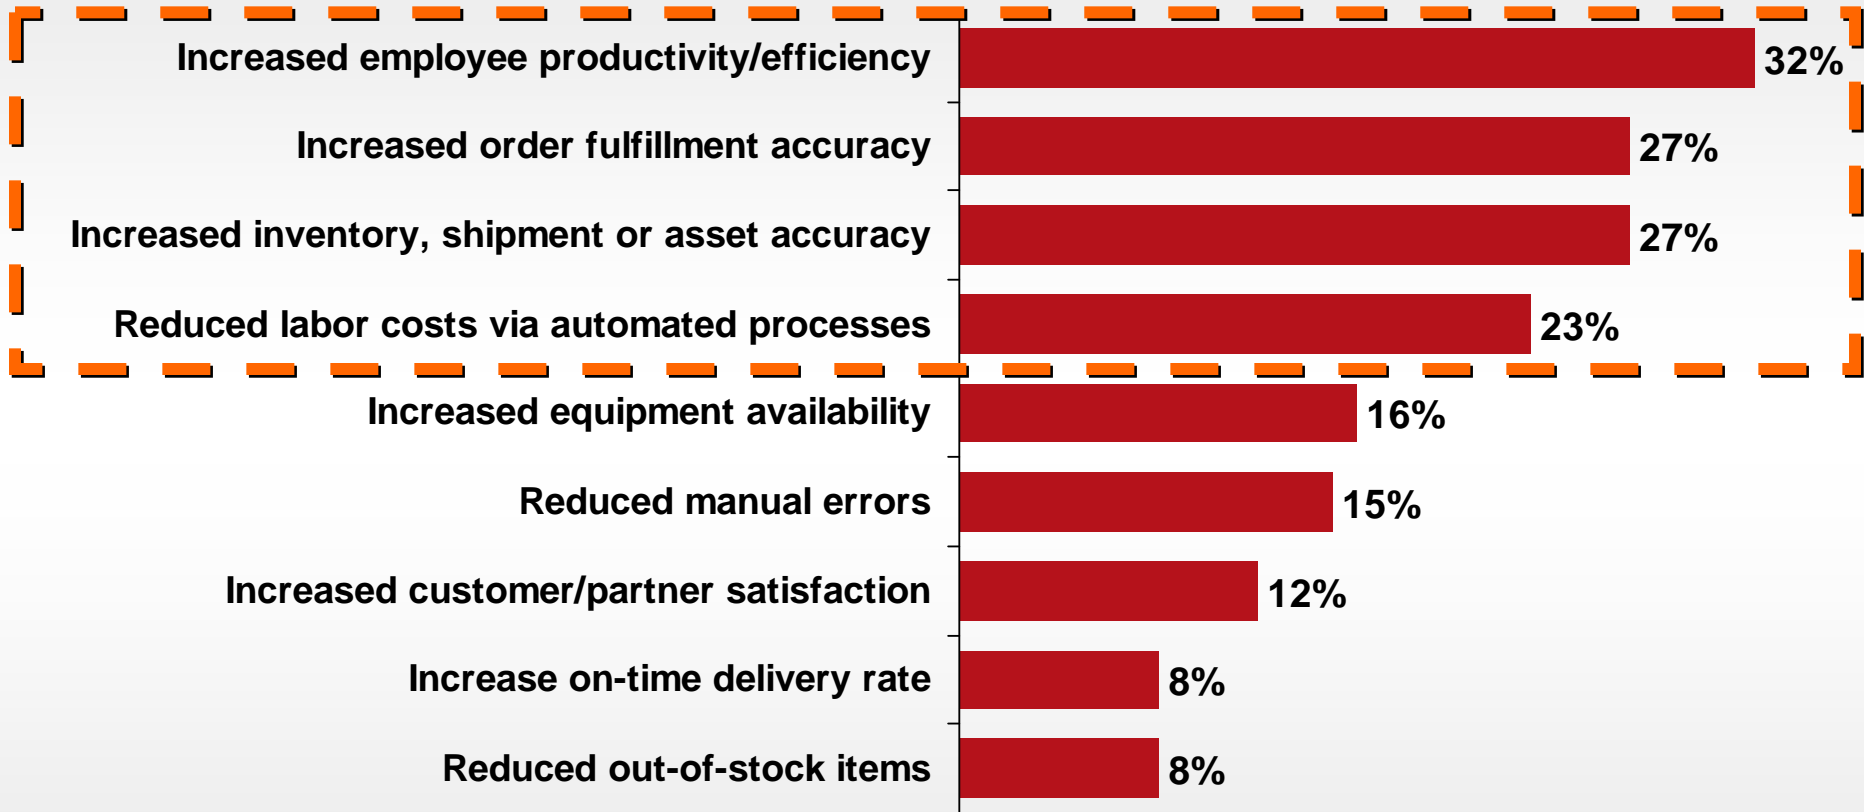 Increased employee productivity/efficiency 32%
Increased order fulfillment accuracy 27%
Increased inventory, shipment or asset accuracy 27%
Reduced labor costs via automated processes 23%
Increased equipment availability 16%
Reduced manual errors 15%
Increased customer/partner satisfaction 12%
Increase on-time delivery rate 8%
Reduced out-of-stock items 8%